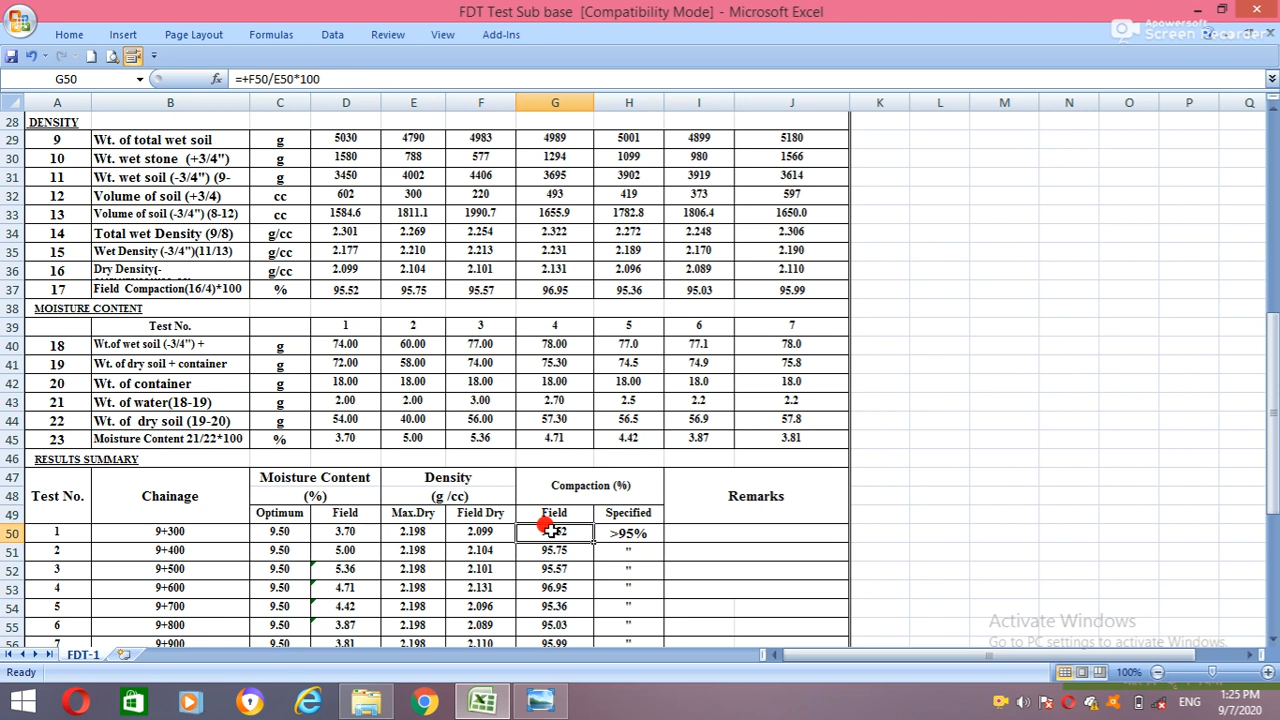 FDT Test Sub base [Compatibility Mode] - Microsoft Excel
Apowersoft
Screen Recorder
Home Insert Page Layout Formulas Data Review View Add-Ins
G50 fx =+F50/E50*100
A B C D E F G H I J K L M N O P Q
28 DENSITY
29 9 Wt. of total wet soil g 5030 4790 4983 4989 5001 4899 5180
30 10 Wt. wet stone (+3/4") g 1580 788 577 1294 1099 980 1566
31 11 Wt. wet soil (-3/4") (9- g 3450 4002 4406 3695 3902 3919 3614
32 12 Volume of soil (+3/4) cc 602 300 220 493 419 373 597
33 13 Volume of soil (-3/4") (8-12) cc 1584.6 1811.1 1990.7 1655.9 1782.8 1806.4 1650.0
34 14 Total wet Density (9/8) g/cc 2.301 2.269 2.254 2.322 2.272 2.248 2.306
35 15 Wet Density (-3/4")(11/13) g/cc 2.177 2.210 2.213 2.231 2.189 2.170 2.190
36 16 Dry Density(- g/cc 2.099 2.104 2.101 2.131 2.096 2.089 2.110
37 17 Field Compaction(16/4)*100 % 95.52 95.75 95.57 96.95 95.36 95.03 95.99
38 MOISTURE CONTENT
39 Test No. 1 2 3 4 5 6 7
40 18 Wt.of wet soil (-3/4") + g 74.00 60.00 77.00 78.00 77.0 77.1 78.0
41 19 Wt. of dry soil + container g 72.00 58.00 74.00 75.30 74.5 74.9 75.8
42 20 Wt. of container g 18.00 18.00 18.00 18.00 18.00 18.0 18.0
43 21 Wt. of water(18-19) g 2.00 2.00 3.00 2.70 2.5 2.2 2.2
44 22 Wt. of dry soil (19-20) g 54.00 40.00 56.00 57.30 56.5 56.9 57.8
45 23 Moisture Content 21/22*100 % 3.70 5.00 5.36 4.71 4.42 3.87 3.81
46 RESULTS SUMMARY
47 Moisture Content Density
48 Test No. Chainage (%) (g /cc) Compaction (%) Remarks
49 Optimum Field Max.Dry Field Dry Field Specified
50 1 9+300 9.50 3.70 2.198 2.099 >95%
51 2 9+400 9.50 5.00 2.198 2.104 95.75 "
52 3 9+500 9.50 5.36 2.198 2.101 95.57 "
53 4 9+600 9.50 4.71 2.198 2.131 96.95 "
54 5 9+700 9.50 4.42 2.198 2.096 95.36 "
55 6 9+800 9.50 3.87 2.198 2.089 95.03 "
56 7 9+900 9.50 3.81 2.198 2.110 95.99 "
Activate Windows
Go to PC settings to activate Windows.
FDT-1
Ready 100%
ENG 1:25 PM
9/7/2020